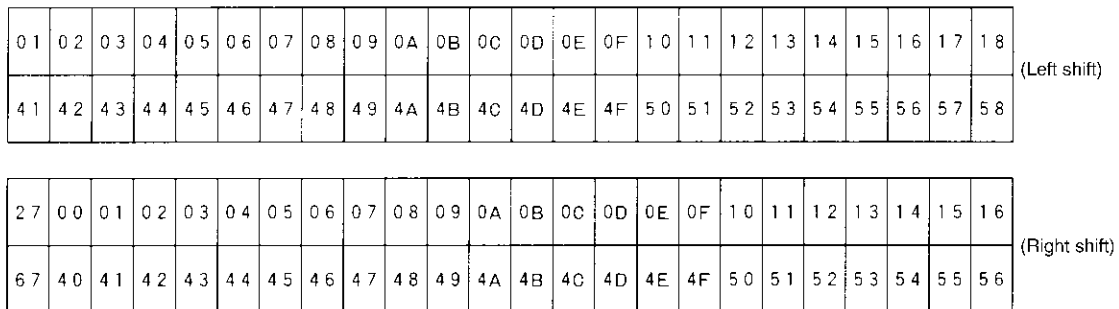 01 02 03 04 05 06 07 08 09 0A 0B 0C 0D 0E 0F 10 11 12 13 14 15 16 17 18
(Left shift)
41 42 43 44 45 46 47 48 49 4A 4B 4C 4D 4E 4F 50 51 52 53 54 55 56 57 58
27 00 01 02 03 04 05 06 07 08 09 0A 0B 0C 0D 0E 0F 10 11 12 13 14 15 16
(Right shift)
67 40 41 42 43 44 45 46 47 48 49 4A 4B 4C 4D 4E 4F 50 51 52 53 54 55 56